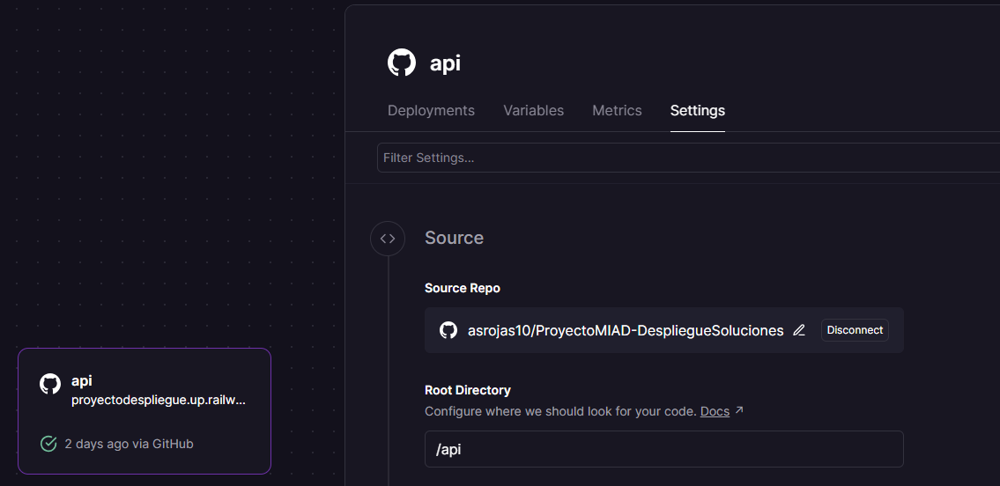 api
Deployments Variables Metrics Settings
Filter Settings...
Source
Source Repo
asrojas10/ProyectoMIAD-DespliegueSoluciones Disconnect
Root Directory
Configure where we should look for your code. Docs ↗
/api
api
proyectodespliegue.up.railw...
2 days ago via GitHub